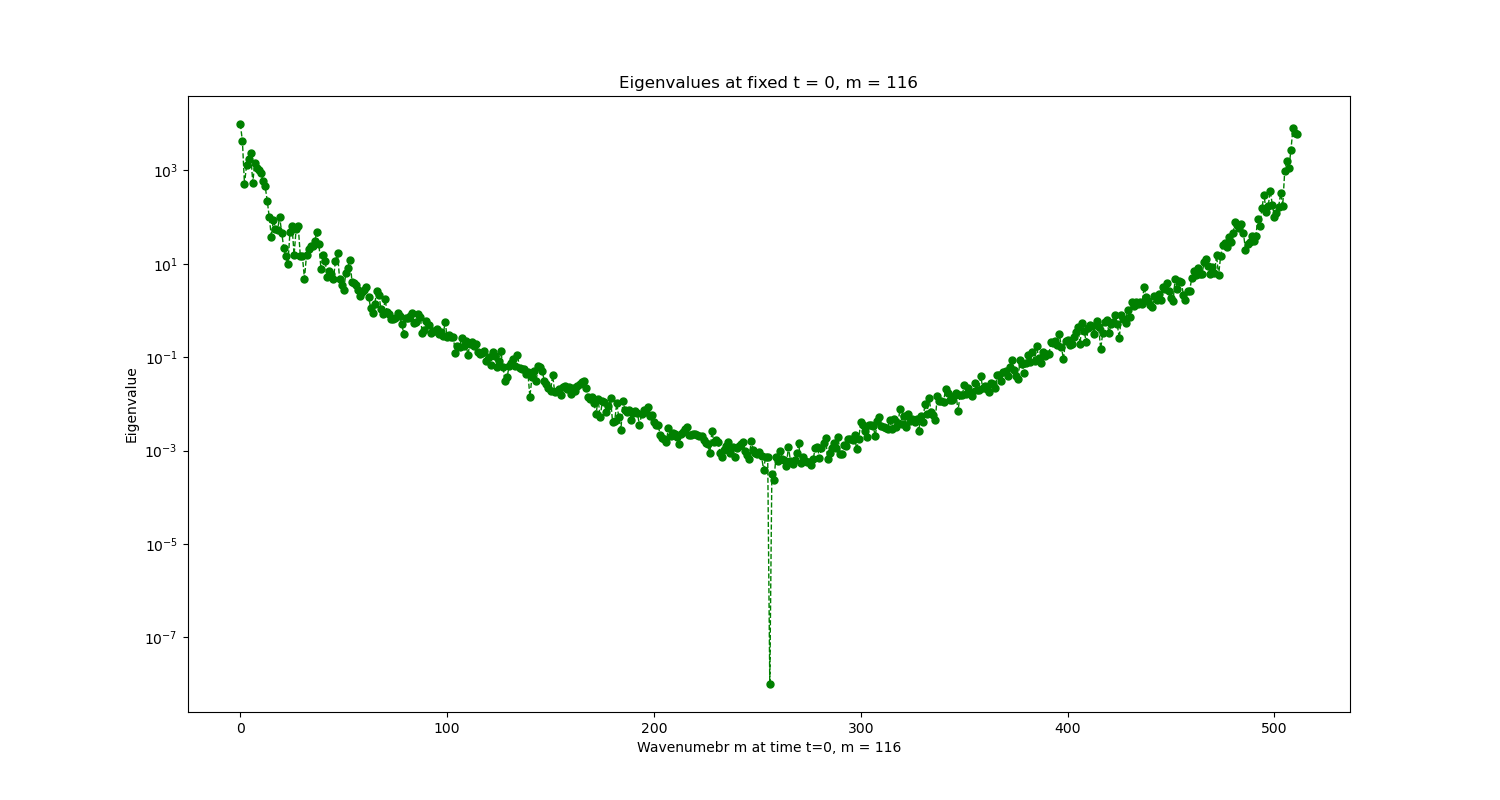 Eigenvalues at fixed t = 0, m = 116
Eigenvalue
10³
10¹
10⁻¹
10⁻³
10⁻⁵
10⁻⁷
0 100 200 300 400 500
Wavenumebr m at time t=0, m = 116